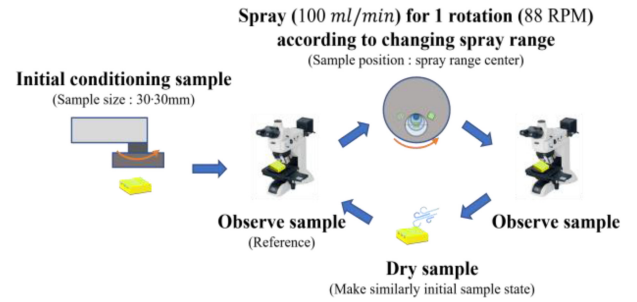 Spray (100 ml/min) for 1 rotation (88 RPM)
according to changing spray range
(Sample position : spray range center)
Initial conditioning sample
(Sample size : 30·30mm)
Observe sample
(Reference)
Observe sample
Dry sample
(Make similarly initial sample state)